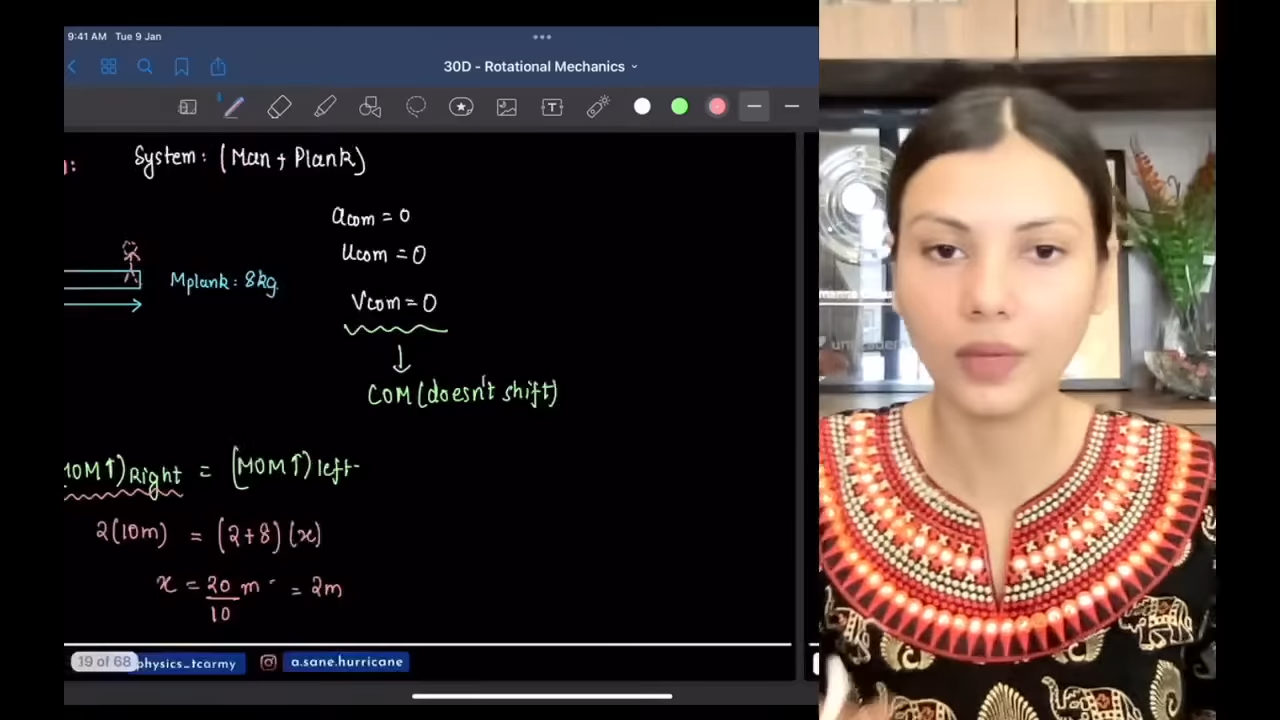 9:41 AM Tue 9 Jan
30D - Rotational Mechanics
System: (Man + Plank)
acom = 0
ucom = 0
Mplank: 8kg
Vcom = 0
↓
COM (doesn't shift)
MOM↑)Right = (MOM↑)left
2(10m) = (2+8)(x)
x = 20/10 m = 2m
19 of 68 physics_tcarmy a.sane.hurricane